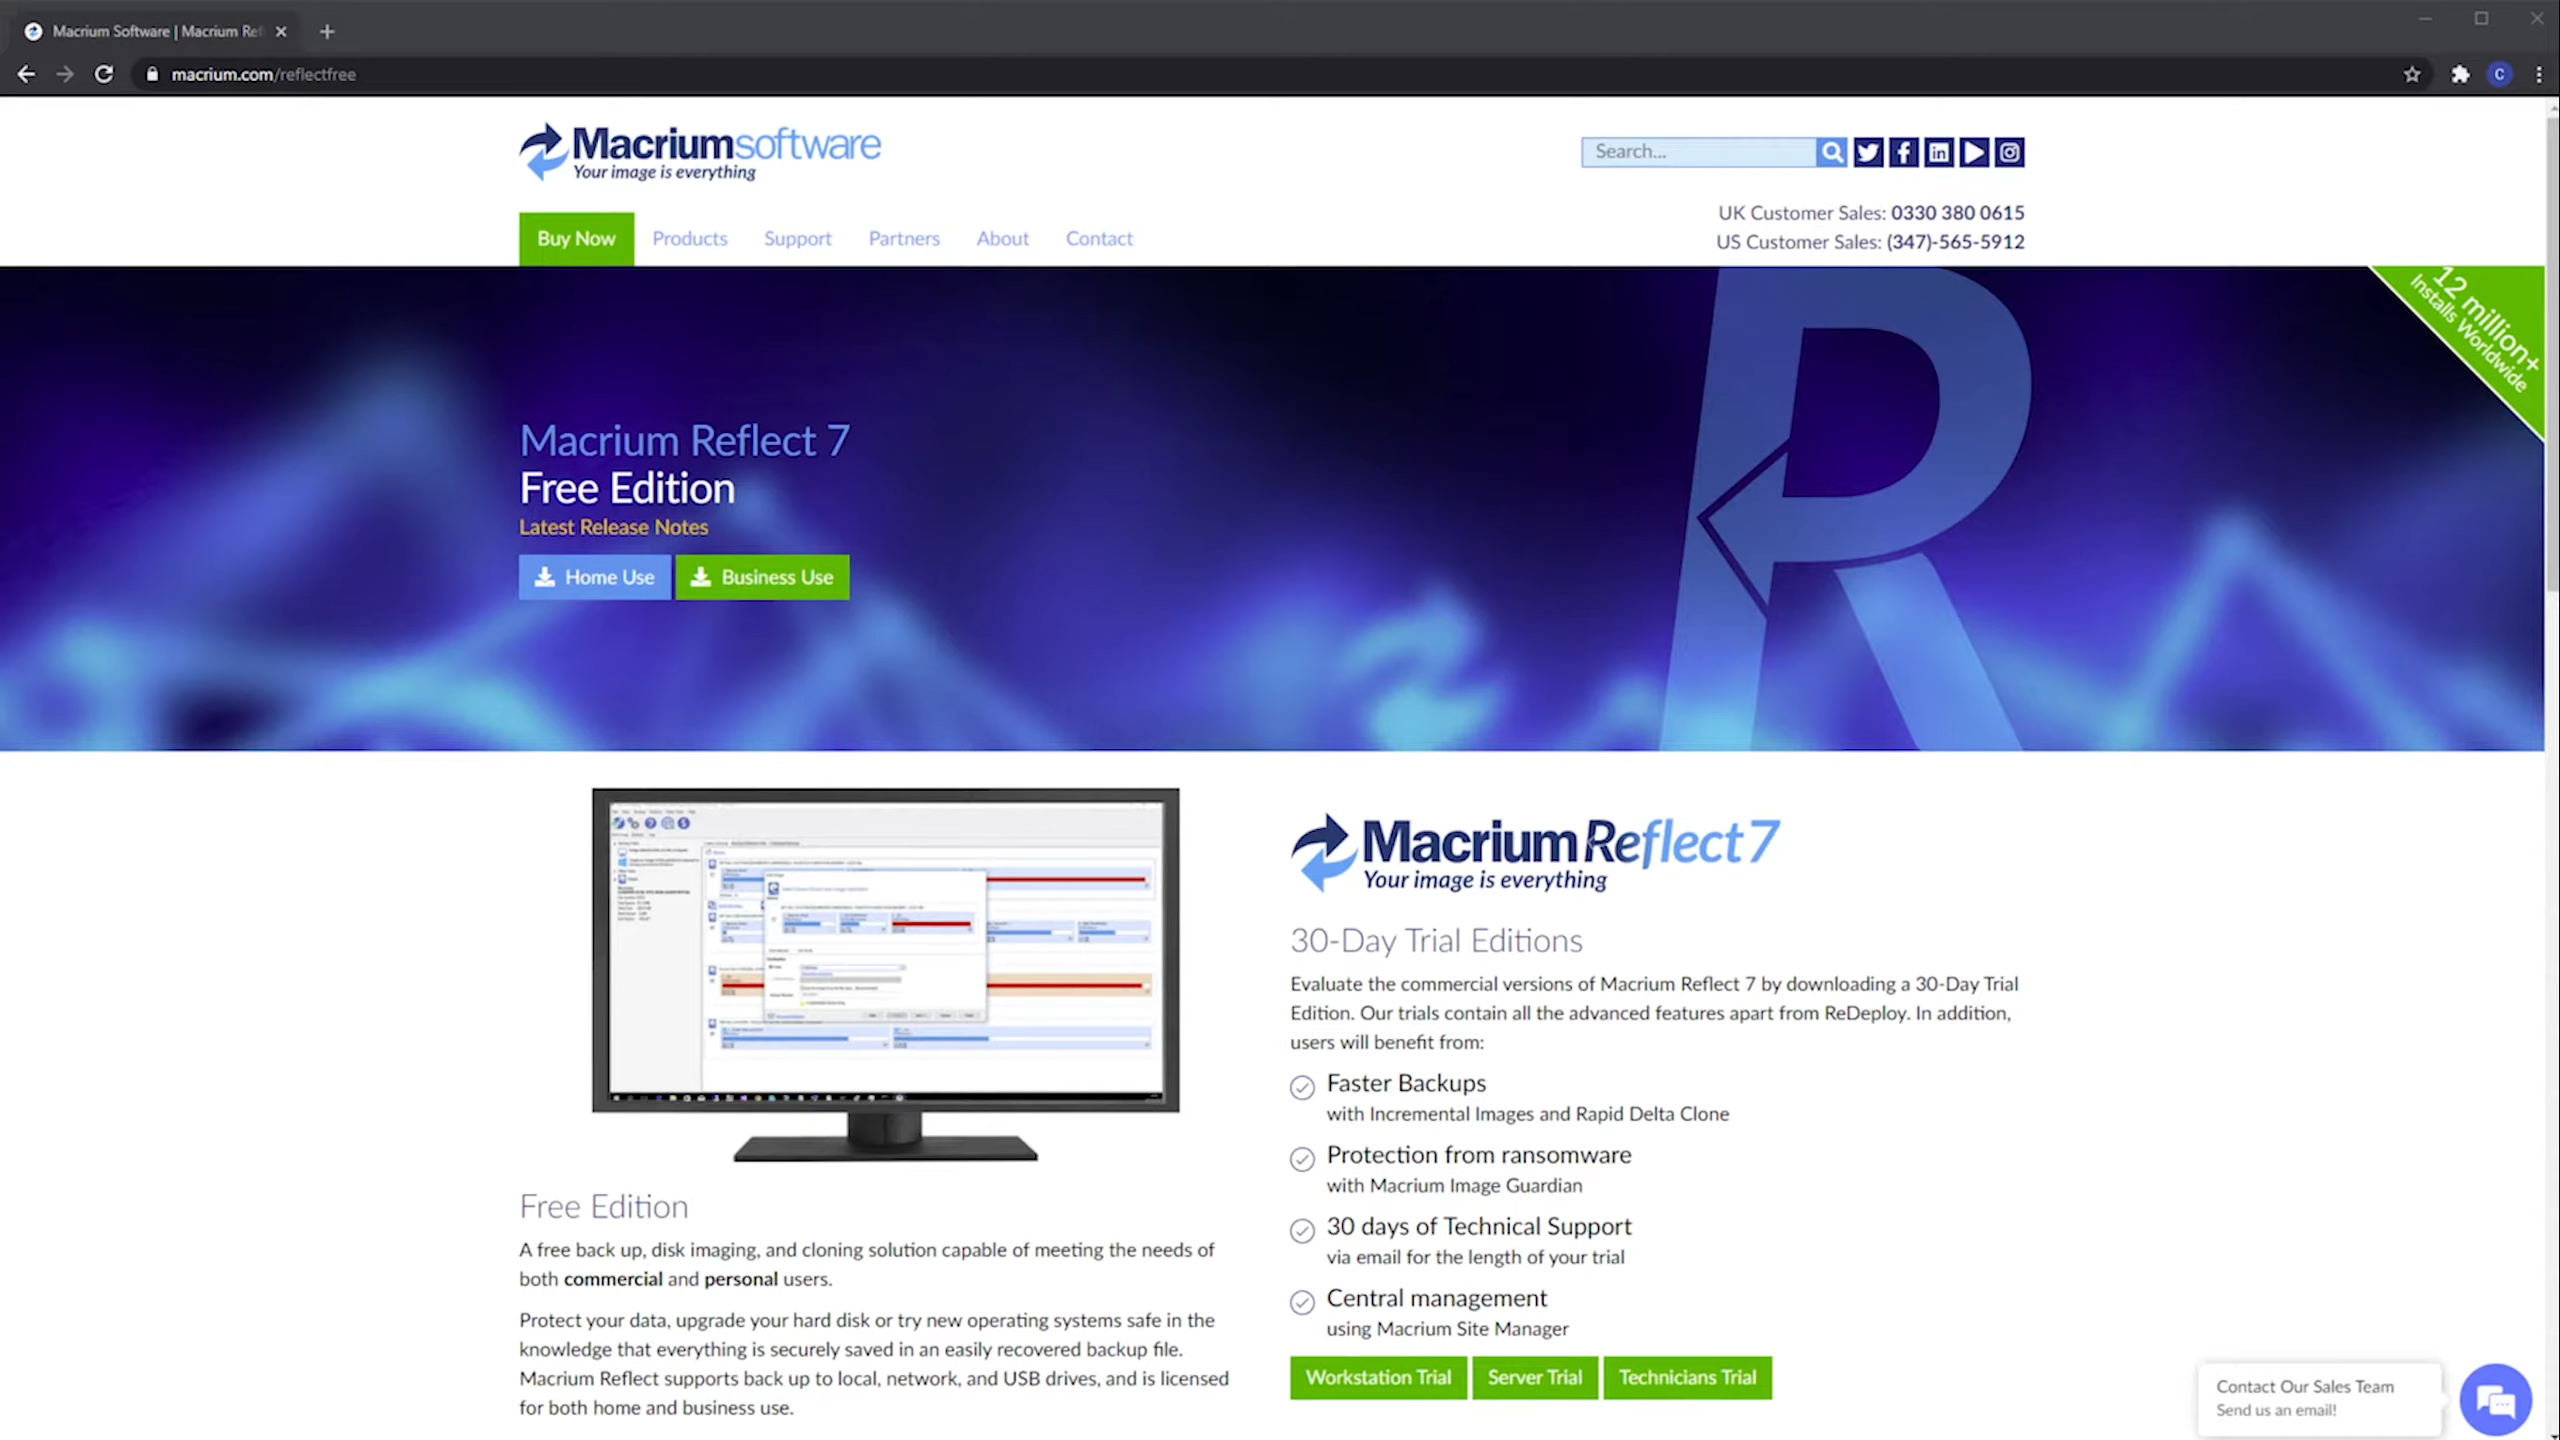 Macrium Software | Macrium Ref
macrium.com/reflectfree
Macriumsoftware
Your image is everything
Search...
UK Customer Sales: 0330 380 0615
US Customer Sales: (347)-565-5912
Buy Now
Products
Support
Partners
About
Contact
12 million+
Installs Worldwide
Macrium Reflect 7
Free Edition
Latest Release Notes
Home Use
Business Use
Macrium Reflect 7
Your image is everything
30-Day Trial Editions
Evaluate the commercial versions of Macrium Reflect 7 by downloading a 30-Day Trial
Edition. Our trials contain all the advanced features apart from ReDeploy. In addition,
users will benefit from:
Faster Backups
with Incremental Images and Rapid Delta Clone
Protection from ransomware
with Macrium Image Guardian
30 days of Technical Support
via email for the length of your trial
Central management
using Macrium Site Manager
Workstation Trial
Server Trial
Technicians Trial
Free Edition
A free back up, disk imaging, and cloning solution capable of meeting the needs of
both commercial and personal users.
Protect your data, upgrade your hard disk or try new operating systems safe in the
knowledge that everything is securely saved in an easily recovered backup file.
Macrium Reflect supports back up to local, network, and USB drives, and is licensed
for both home and business use.
Contact Our Sales Team
Send us an email!